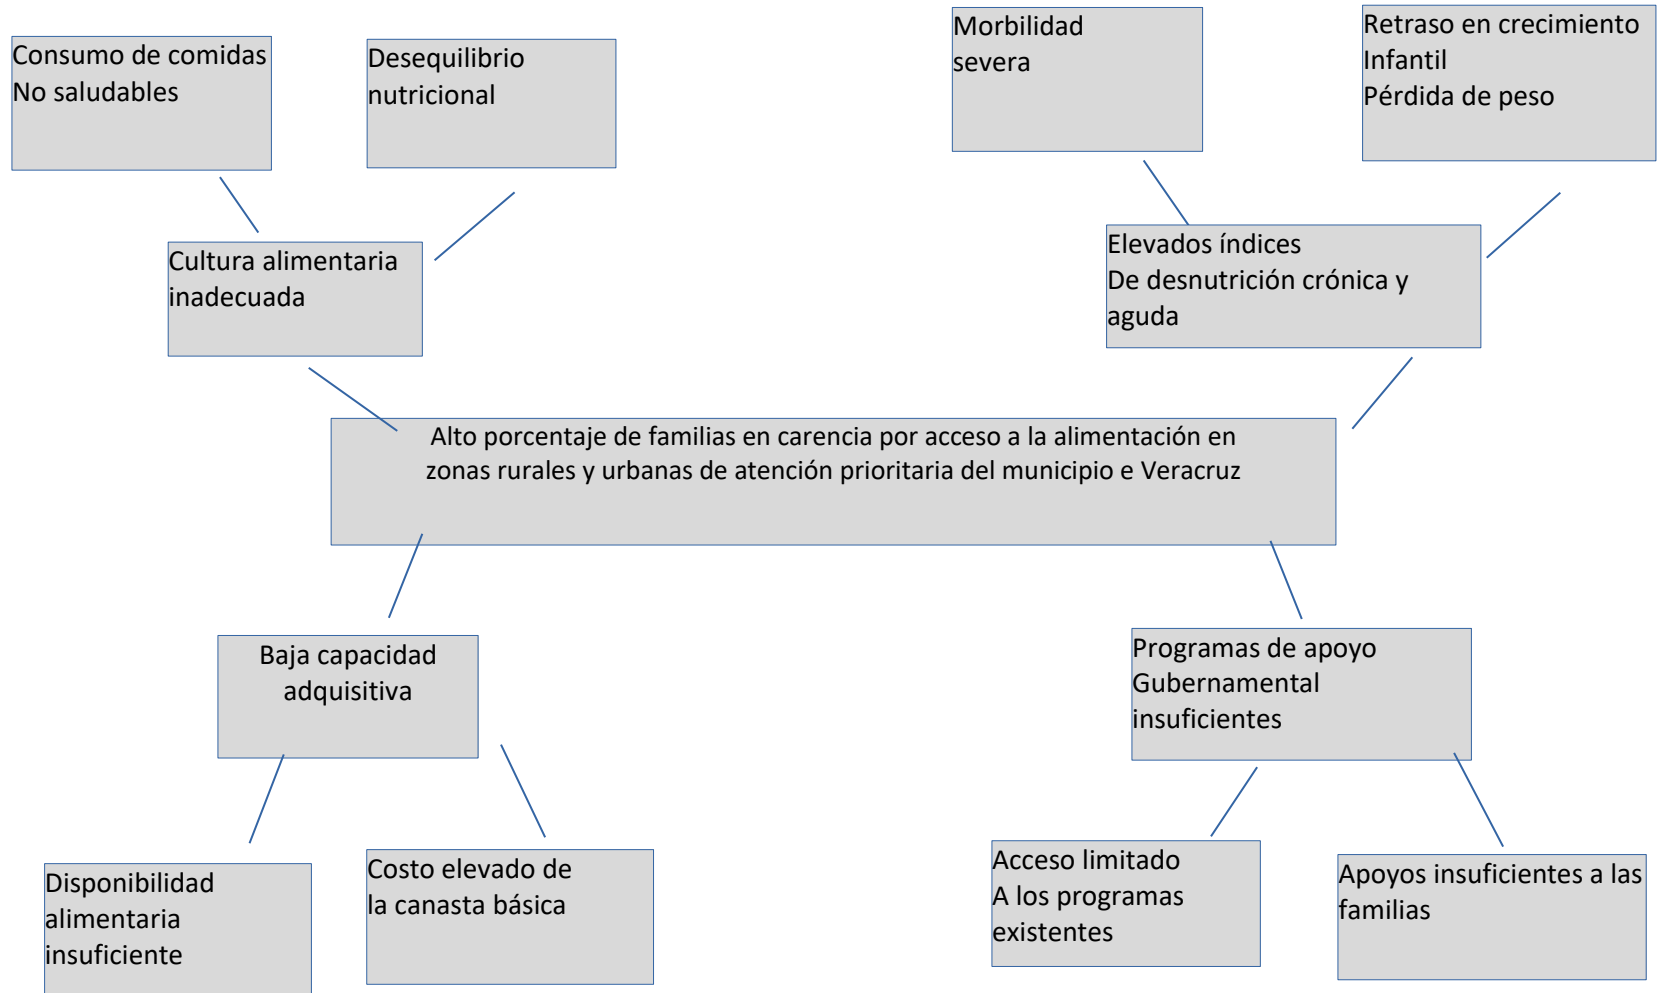 Consumo de comidas
No saludables
Desequilibrio
nutricional
Morbilidad
severa
Retraso en crecimiento
Infantil
Pérdida de peso
Cultura alimentaria
inadecuada
Elevados índices
De desnutrición crónica y
aguda
Alto porcentaje de familias en carencia por acceso a la alimentación en
zonas rurales y urbanas de atención prioritaria del municipio e Veracruz
Baja capacidad
adquisitiva
Programas de apoyo
Gubernamental
insuficientes
Disponibilidad
alimentaria
insuficiente
Costo elevado de
la canasta básica
Acceso limitado
A los programas
existentes
Apoyos insuficientes a las
familias